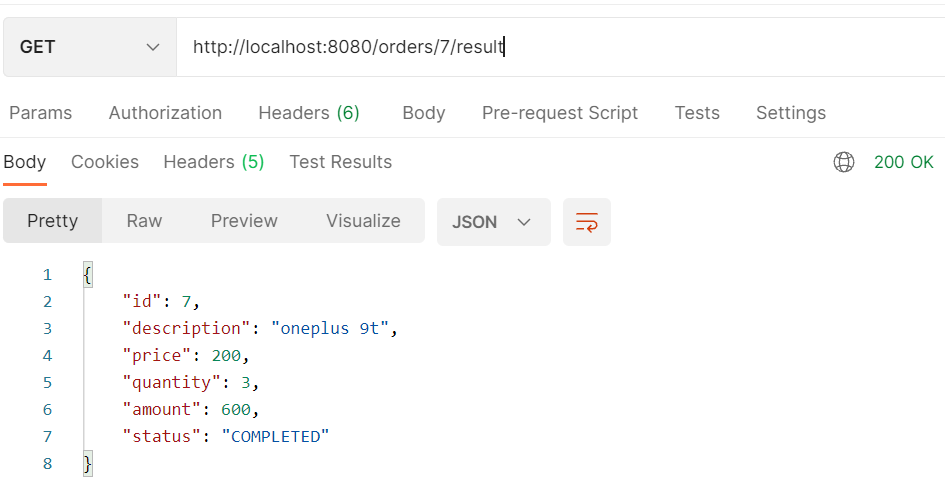 GET http://localhost:8080/orders/7/result
Params Authorization Headers (6) Body Pre-request Script Tests Settings
Body Cookies Headers (5) Test Results 200 OK
Pretty Raw Preview Visualize JSON
1 {
2 "id": 7,
3 "description": "oneplus 9t",
4 "price": 200,
5 "quantity": 3,
6 "amount": 600,
7 "status": "COMPLETED"
8 }